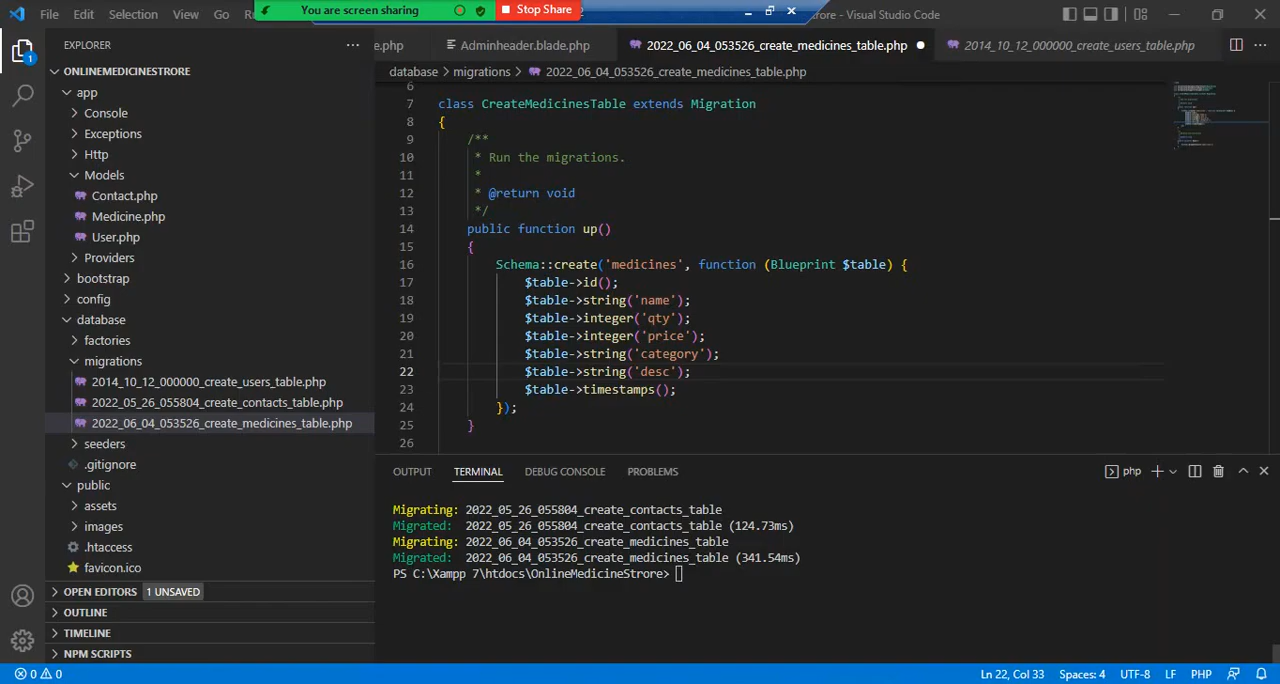 File Edit Selection View Go
You are screen sharing Stop Share
rore - Visual Studio Code
EXPLORER
e.php Adminheader.blade.php 2022_06_04_053526_create_medicines_table.php 2014_10_12_000000_create_users_table.php
database > migrations > 2022_06_04_053526_create_medicines_table.php
ONLINEMEDICINESTRORE
app
Console
Exceptions
Http
Models
Contact.php
Medicine.php
User.php
Providers
bootstrap
config
database
factories
migrations
2014_10_12_000000_create_users_table.php
2022_05_26_055804_create_contacts_table.php
2022_06_04_053526_create_medicines_table.php
seeders
.gitignore
public
assets
images
.htaccess
favicon.ico
OPEN EDITORS 1 UNSAVED
OUTLINE
TIMELINE
NPM SCRIPTS
6
7 class CreateMedicinesTable extends Migration
8 {
9 /**
10 * Run the migrations.
11 *
12 * @return void
13 */
14 public function up()
15 {
16 Schema::create('medicines', function (Blueprint $table) {
17 $table->id();
18 $table->string('name');
19 $table->integer('qty');
20 $table->integer('price');
21 $table->string('category');
22 $table->string('desc');
23 $table->timestamps();
24 });
25 }
26
OUTPUT TERMINAL DEBUG CONSOLE PROBLEMS php
Migrating: 2022_05_26_055804_create_contacts_table
Migrated: 2022_05_26_055804_create_contacts_table (124.73ms)
Migrating: 2022_06_04_053526_create_medicines_table
Migrated: 2022_06_04_053526_create_medicines_table (341.54ms)
PS C:\Xampp 7\htdocs\OnlineMedicineStrore>
0 0 Ln 22, Col 33 Spaces: 4 UTF-8 LF PHP